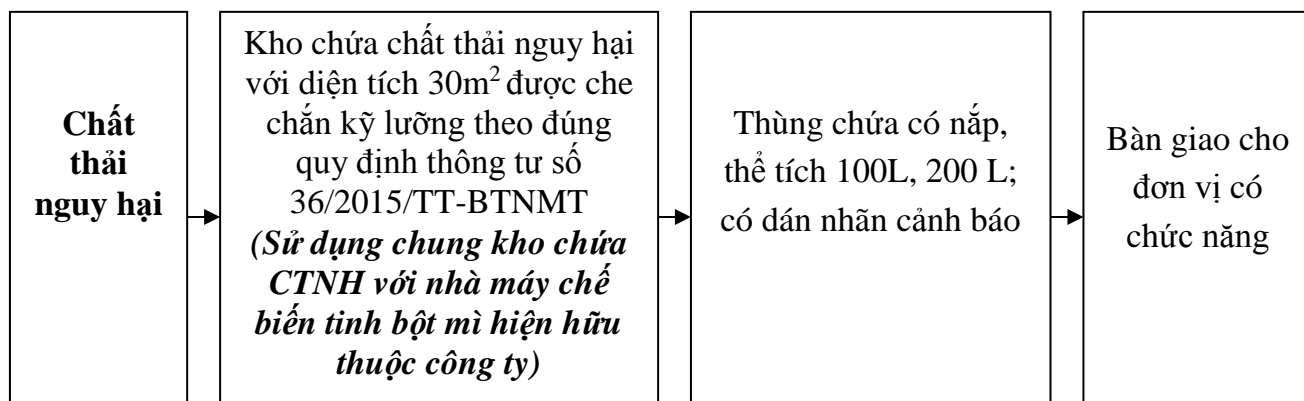 Chất
thải
nguy hại
Kho chứa chất thải nguy hại
với diện tích 30m² được che
chắn kỹ lưỡng theo đúng
quy định thông tư số
36/2015/TT-BTNMT
(Sử dụng chung kho chứa
CTNH với nhà máy chế
biến tinh bột mì hiện hữu
thuộc công ty)
Thùng chứa có nắp,
thể tích 100L, 200 L;
có dán nhãn cảnh báo
Bàn giao cho
đơn vị có
chức năng